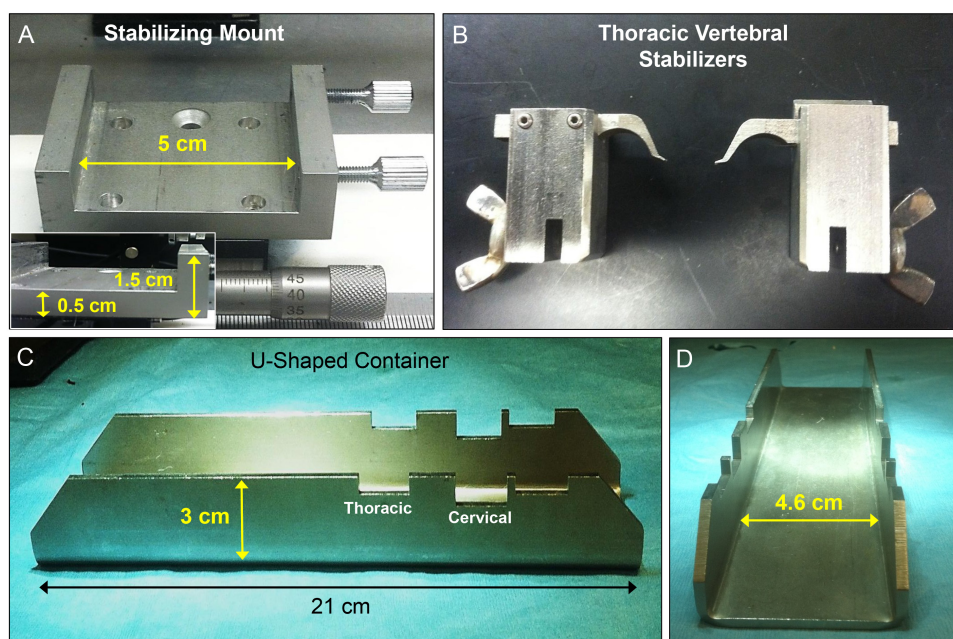 A
Stabilizing Mount
5 cm
1.5 cm
0.5 cm
45
40
35
B
Thoracic Vertebral
Stabilizers
C
U-Shaped Container
3 cm
Thoracic
Cervical
21 cm
D
4.6 cm